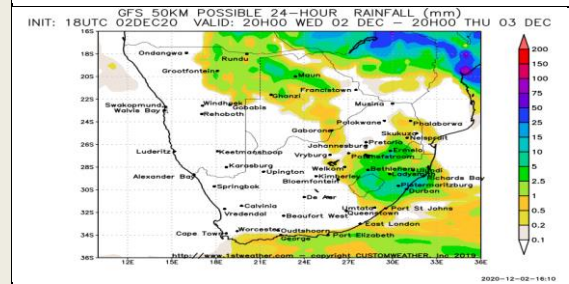 GFS 50KM POSSIBLE 24-HOUR RAINFALL (mm)
INIT: 18UTC 02DEC20 VALID: 20H00 WED 02 DEC - 20H00 THU 03 DEC
16S
18S
20S
22S
24S
26S
28S
30S
32S
34S
36S
Ondangwa
Rundu
Grootfontein
Maun
Ghanzi
Francistown
Swakopmund
Walvis Bay
Windhoek
Gobabis
Rehoboth
Musina
Polokwane
Phalaborwa
Gaborone
Skukuza
Nelspruit
Pretoria
Johannesburg
Ermelo
Luderitz
Keetmanshoop
Vryburg
Potchefstroom
Karasburg
Welkom
Bethlehem
Ladysmith
Alexander Bay
Upington
Kimberley
Richards Bay
Bloemfontein
Springbok
Pietermaritzburg
Durban
De Aar
Calvinia
Umtata
Port St Johns
Vredendal
Beaufort West
Queenstown
East London
Cape Town
Worcester
Oudtshoorn
George
Port Elizabeth
http://www.1stweather.com - copyright CUSTOMWEATHER, Inc 2019
12E
15E
18E
21E
24E
27E
30E
33E
36E
200
150
100
75
50
25
15
10
5
2.5
1
0.5
0.2
0.1
2020-12-02-18:10